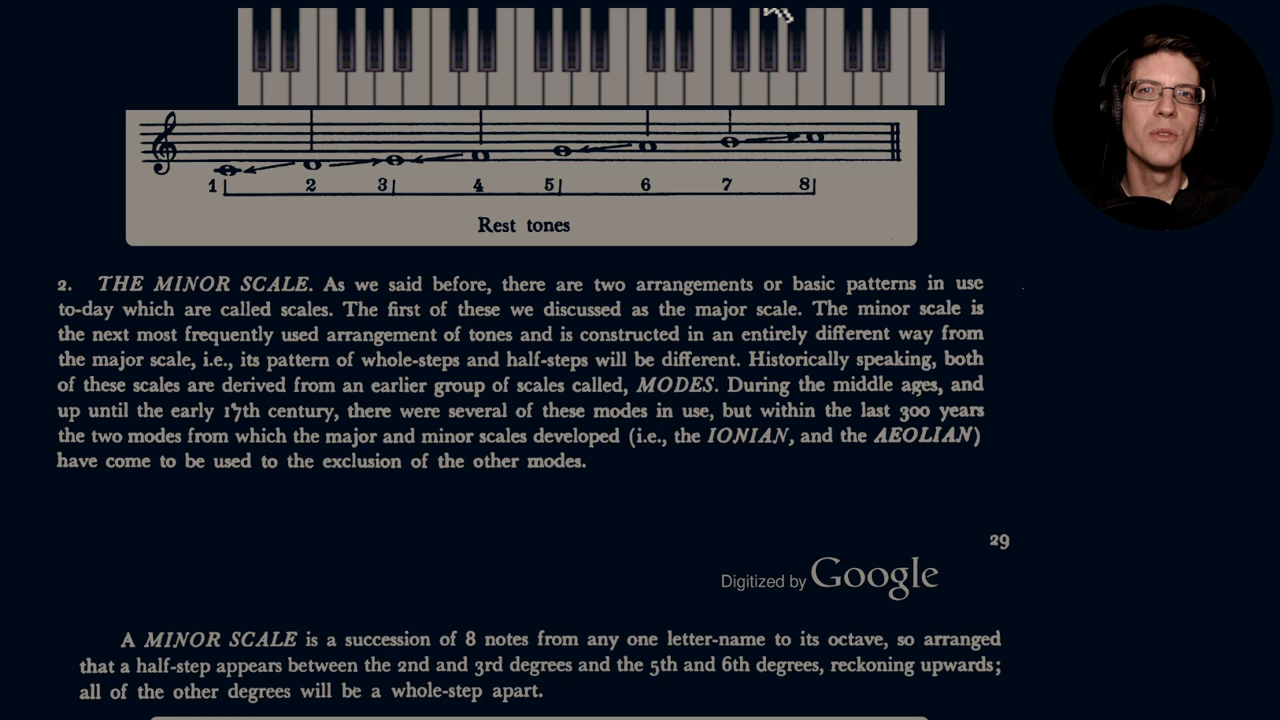 1 2 3 4 5 6 7 8
Rest tones
2. THE MINOR SCALE. As we said before, there are two arrangements or basic patterns in use
to-day which are called scales. The first of these we discussed as the major scale. The minor scale is
the next most frequently used arrangement of tones and is constructed in an entirely different way from
the major scale, i.e., its pattern of whole-steps and half-steps will be different. Historically speaking, both
of these scales are derived from an earlier group of scales called, MODES. During the middle ages, and
up until the early 17th century, there were several of these modes in use, but within the last 300 years
the two modes from which the major and minor scales developed (i.e., the IONIAN, and the AEOLIAN)
have come to be used to the exclusion of the other modes.
29
Digitized by Google
A MINOR SCALE is a succession of 8 notes from any one letter-name to its octave, so arranged
that a half-step appears between the 2nd and 3rd degrees and the 5th and 6th degrees, reckoning upwards;
all of the other degrees will be a whole-step apart.